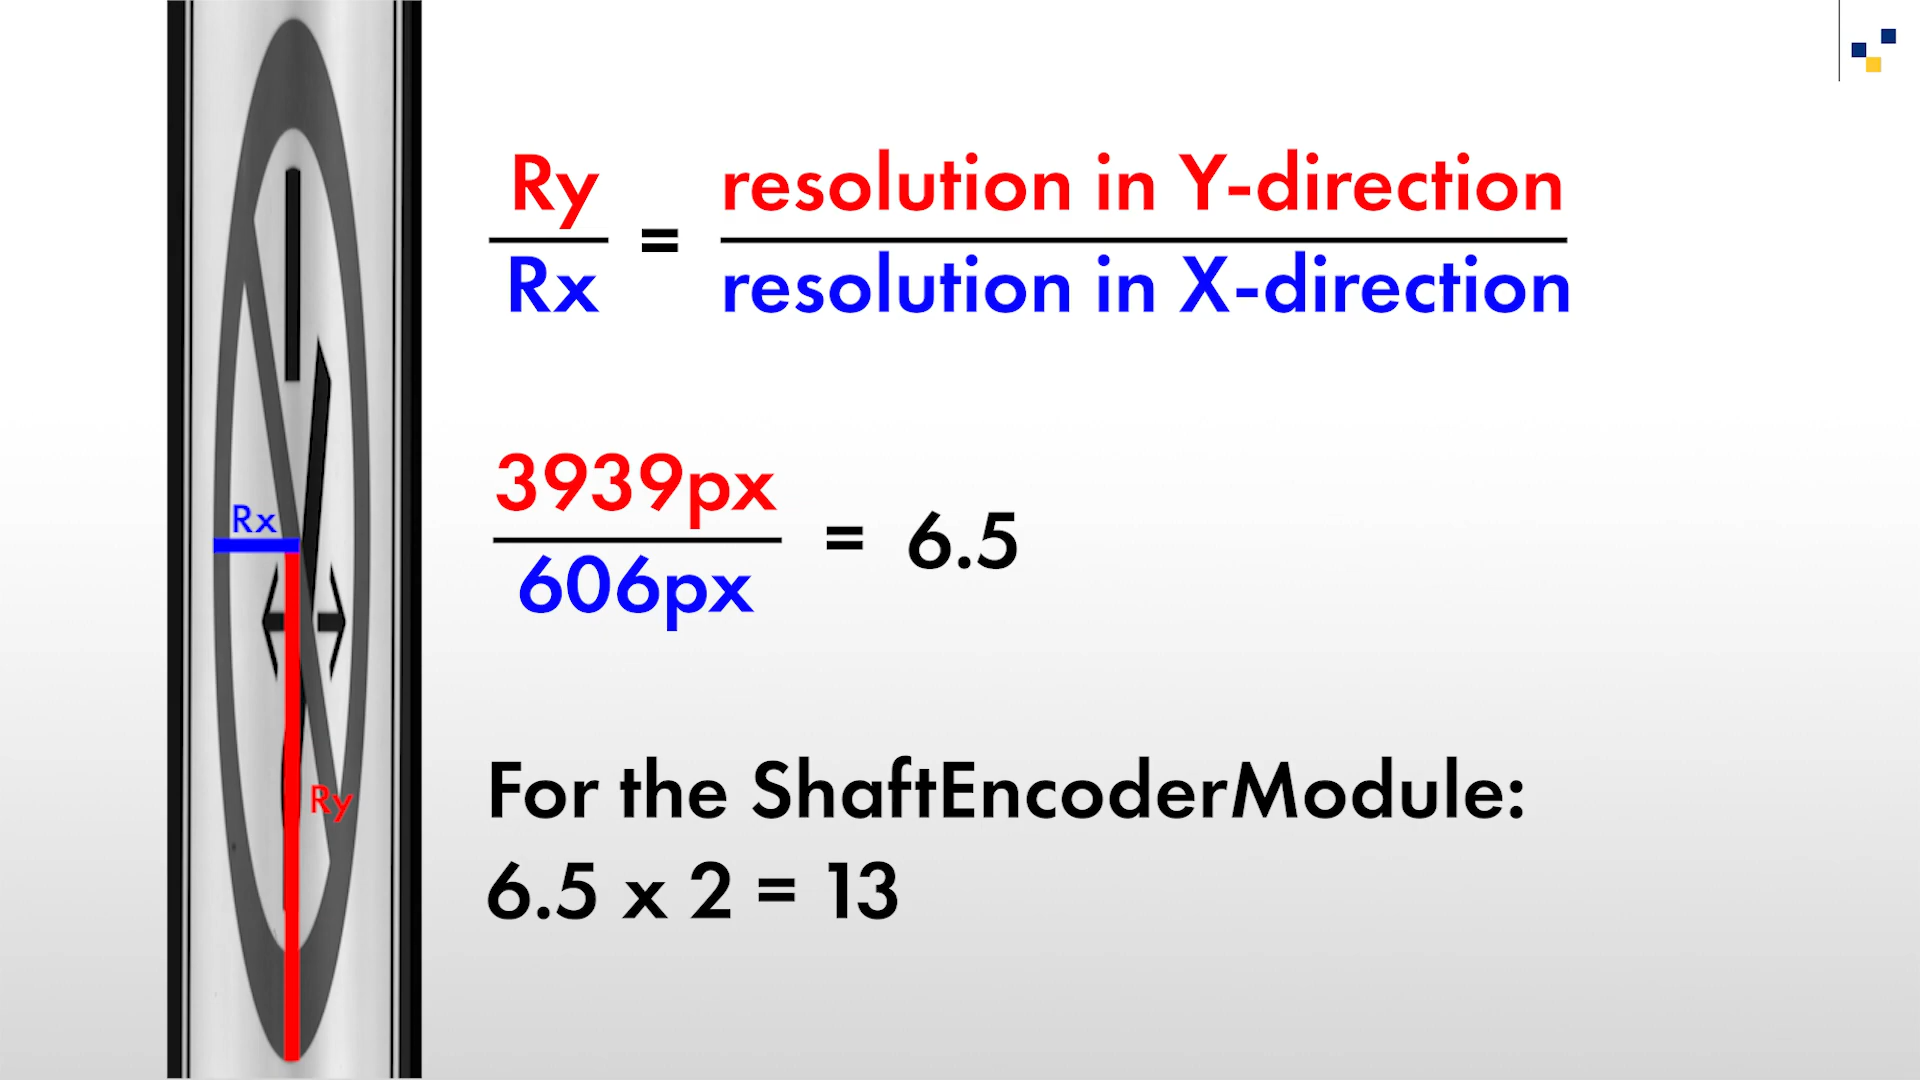 Ry
Rx
=
resolution in Y-direction
resolution in X-direction
3939px
606px
= 6.5
Rx
Ry
For the ShaftEncoderModule:
6.5 x 2 = 13